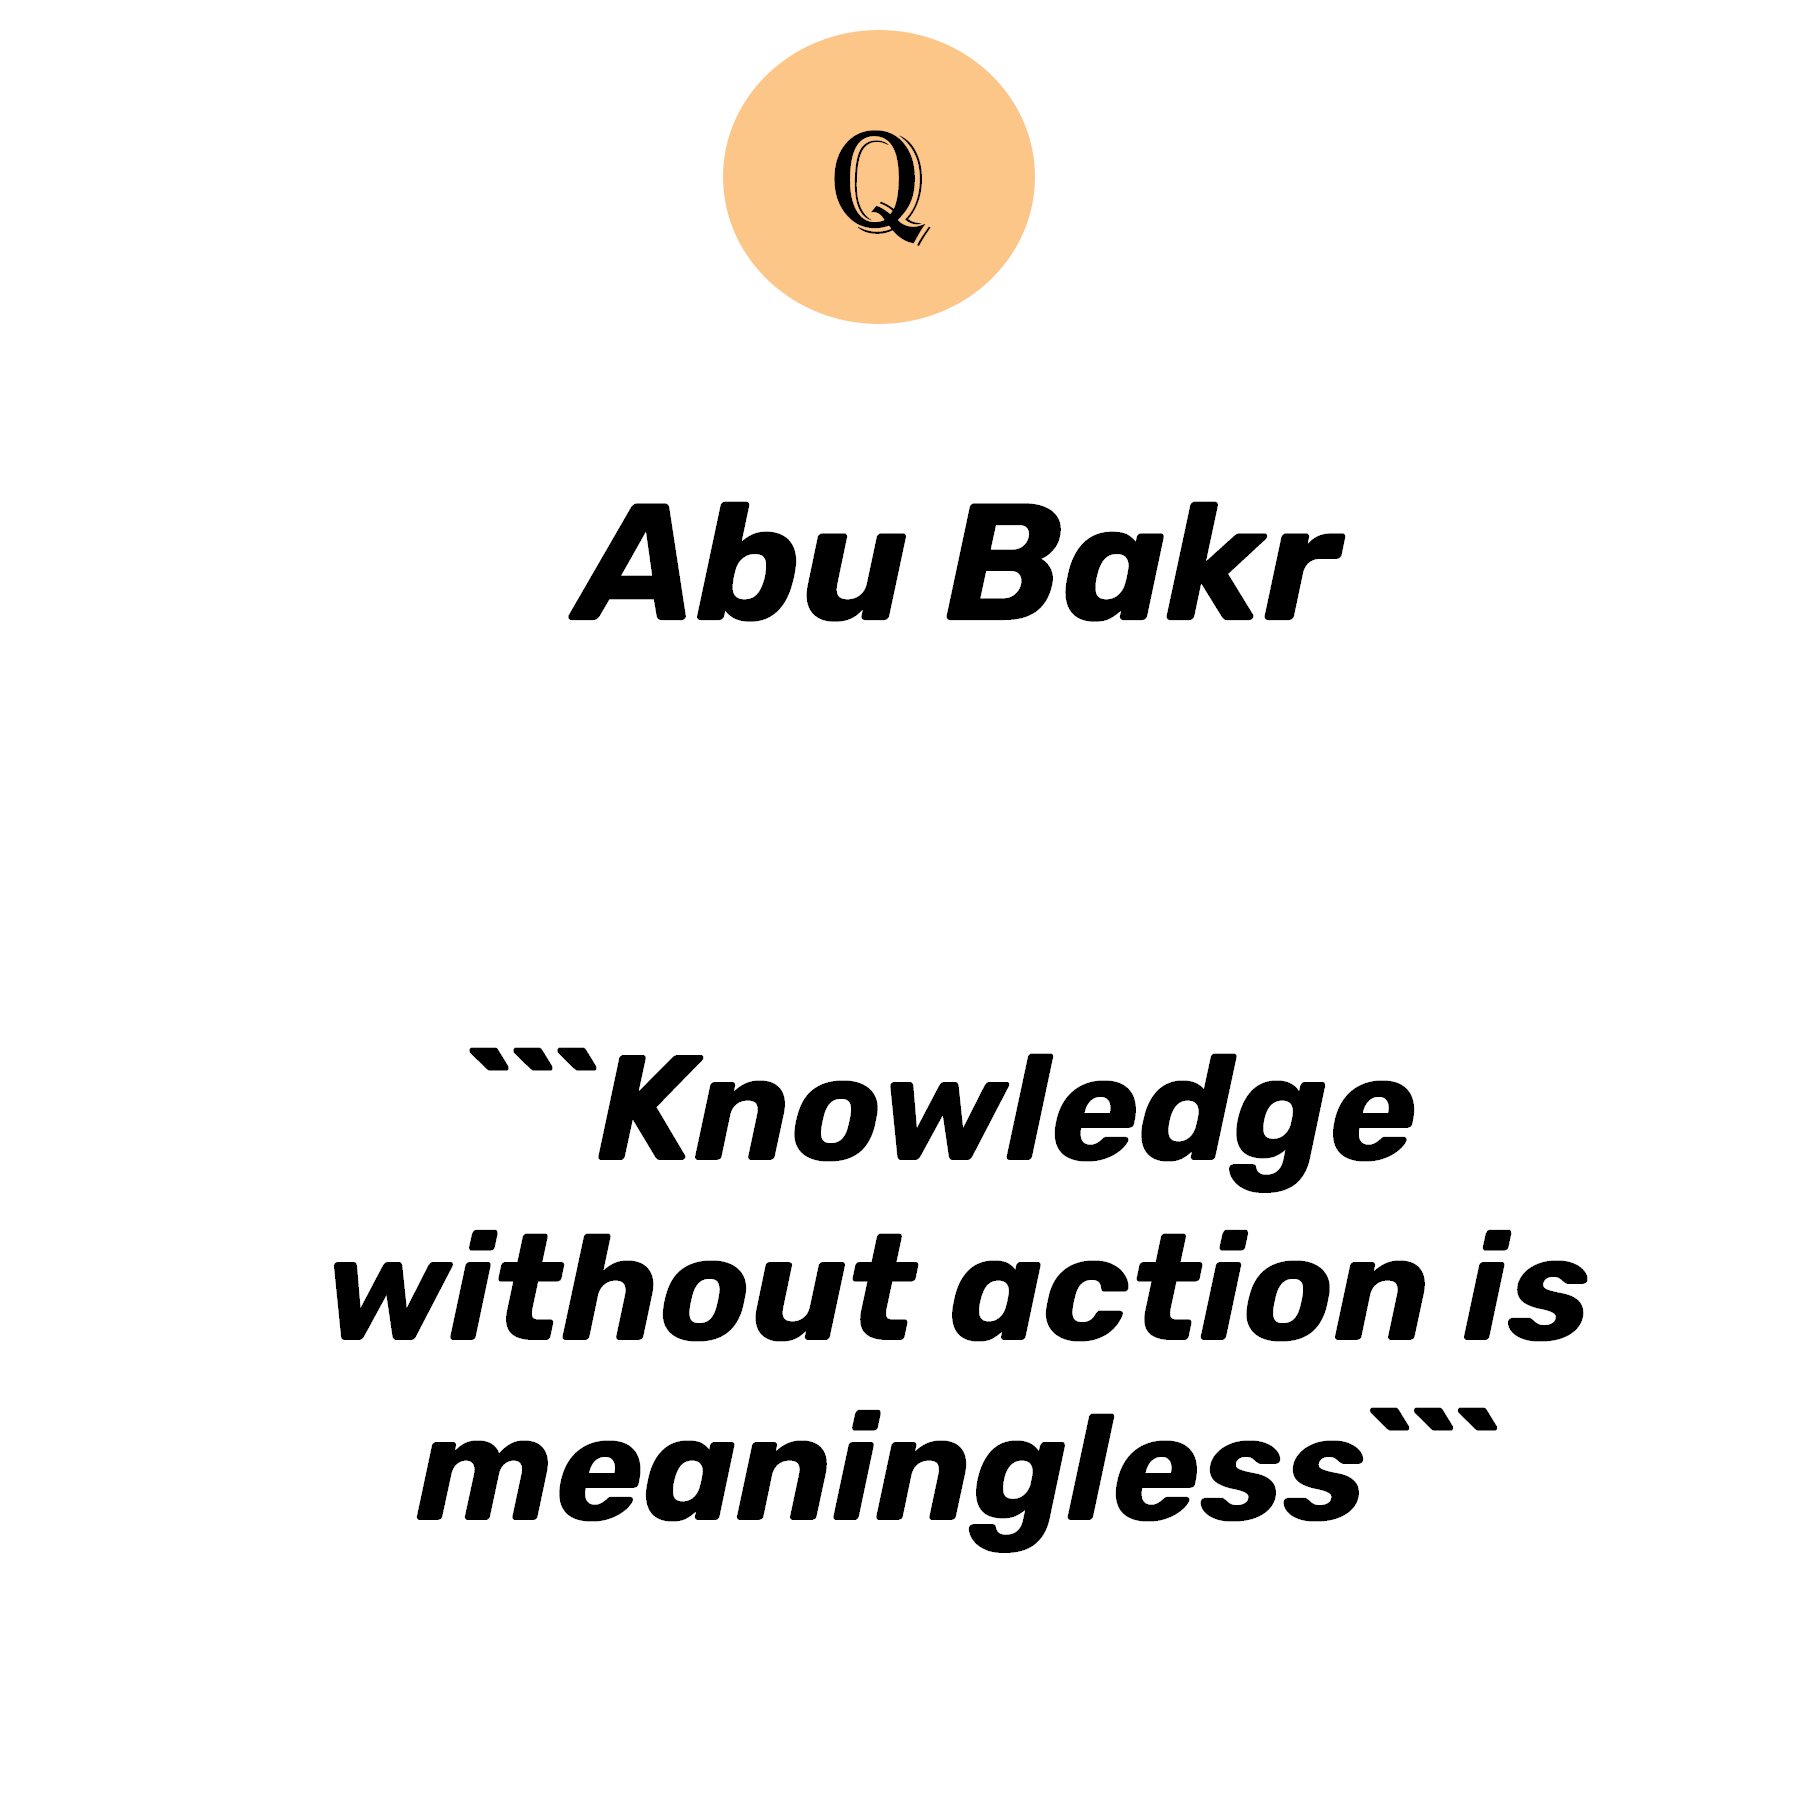 Q
Abu Bakr
```Knowledge
without action is
meaningless```